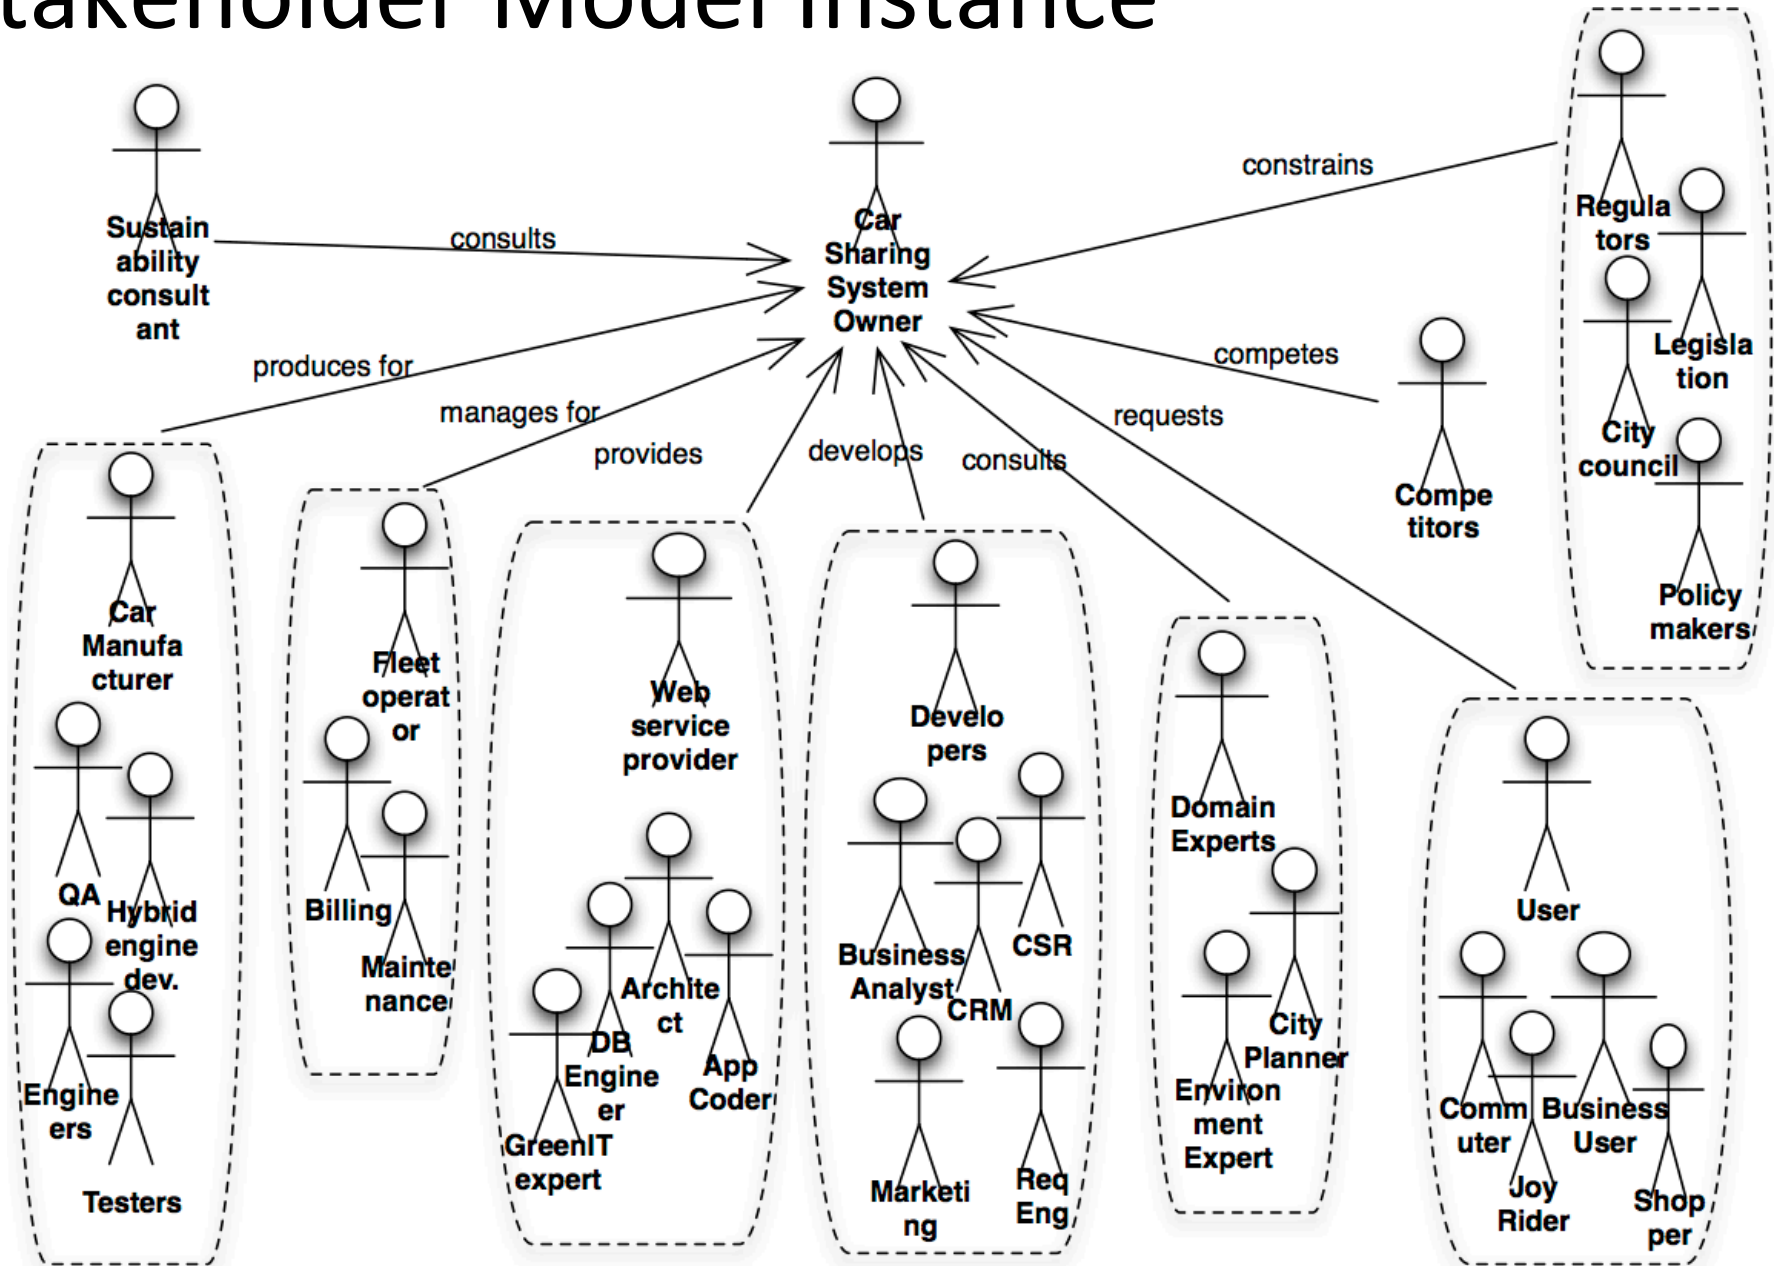 takeholder Model Instance
Sustain
ability
consult
ant
consults
Car
Sharing
System
Owner
constrains
Regula
tors
Legisla
tion
City
council
Policy
makers
competes
Compe
titors
produces for
manages for
provides
develops
consults
requests
Car
Manufa
cturer
QA
Hybrid
engine
dev.
Engine
ers
Testers
Fleet
operat
or
Billing
Mainte
nance
Web
service
provider
Archite
ct
DB
Engine
er
App
Coder
GreenIT
expert
Develo
pers
Business
Analyst
CRM
CSR
Marketi
ng
Req
Eng
Domain
Experts
City
Planner
Environ
ment
Expert
User
Comm
uter
Business
User
Joy
Rider
Shop
per